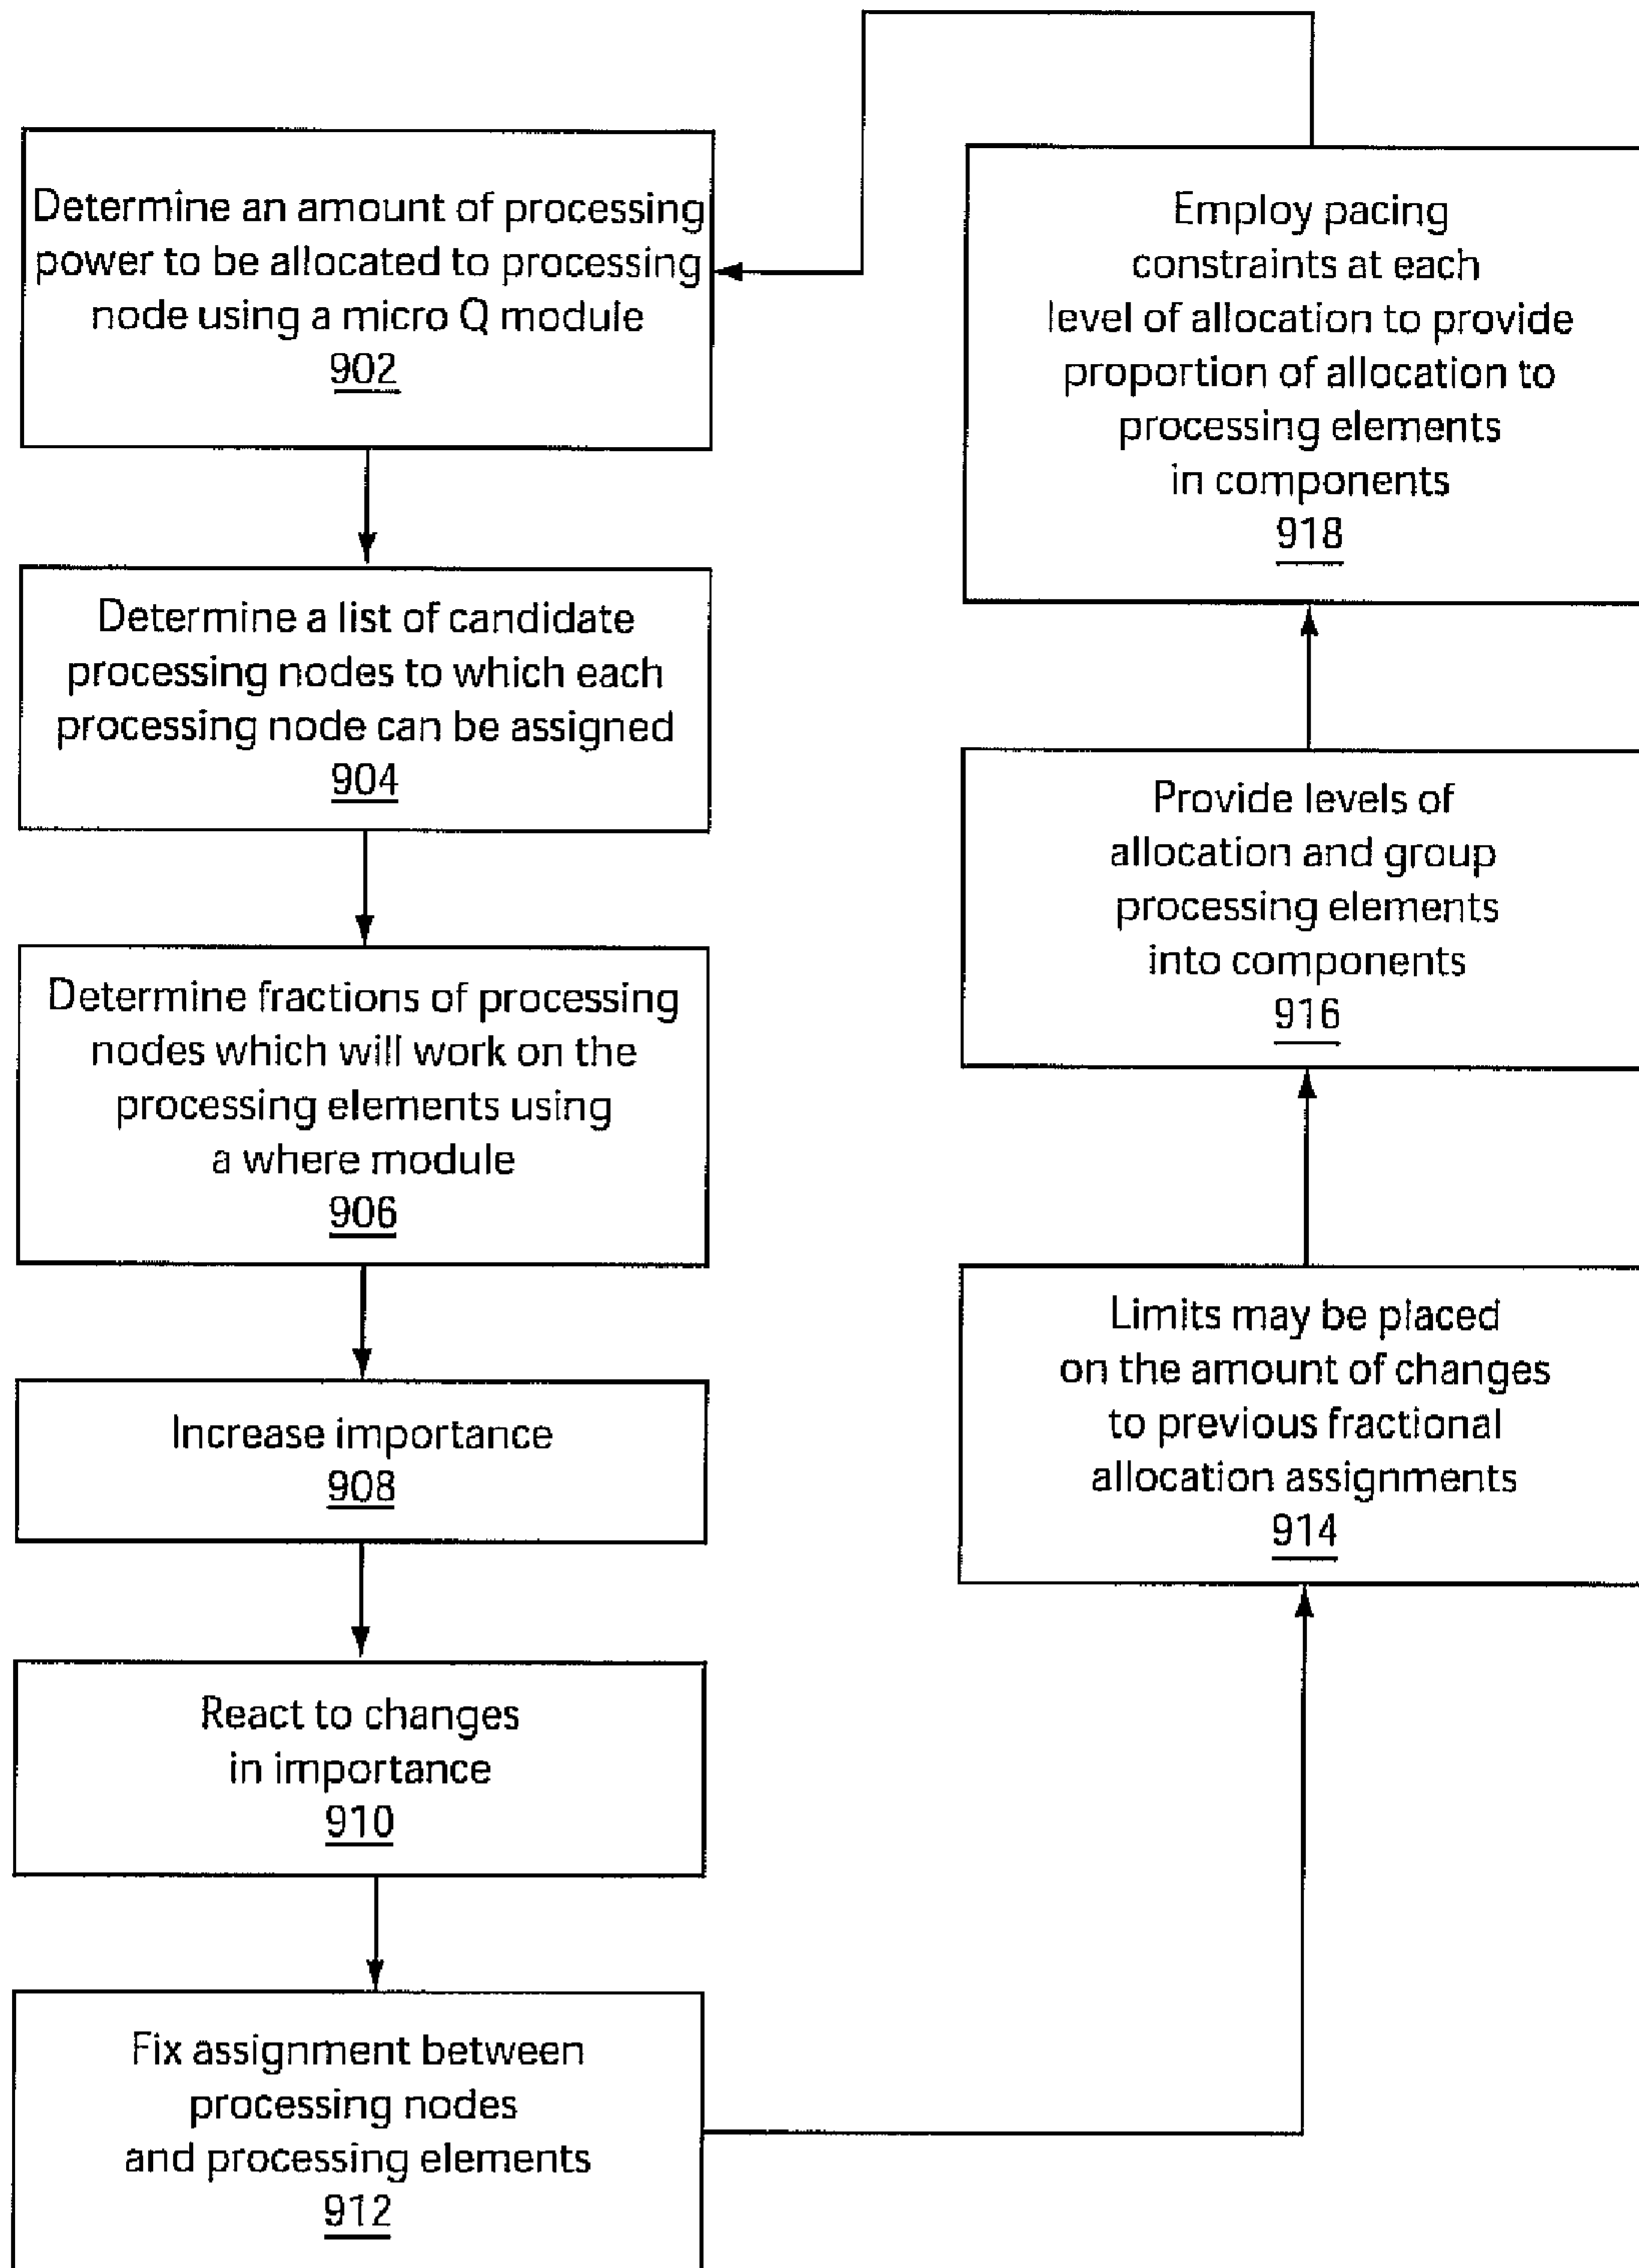 Determine an amount of processing
power to be allocated to processing
node using a micro Q module
902
Determine a list of candidate
processing nodes to which each
processing node can be assigned
904
Determine fractions of processing
nodes which will work on the
processing elements using
a where module
906
Increase importance
908
React to changes
in importance
910
Fix assignment between
processing nodes
and processing elements
912
Limits may be placed
on the amount of changes
to previous fractional
allocation assignments
914
Provide levels of
allocation and group
processing elements
into components
916
Employ pacing
constraints at each
level of allocation to provide
proportion of allocation to
processing elements
in components
918